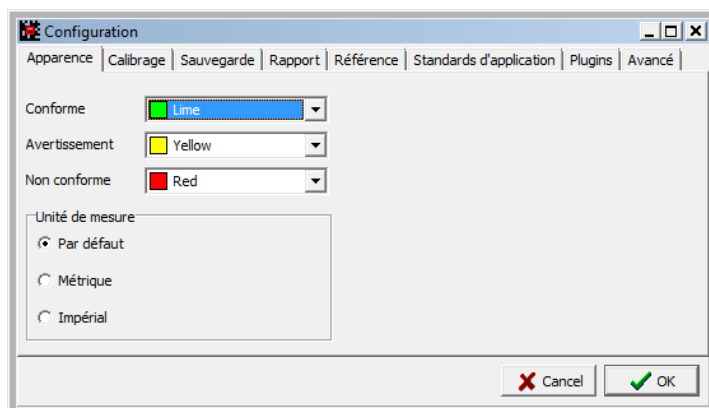 Configuration
Apparence Calibrage Sauvegarde Rapport Référence Standards d'application Plugins Avancé
Conforme Lime
Avertissement Yellow
Non conforme Red
Unité de mesure
Par défaut
Métrique
Impérial
Cancel OK